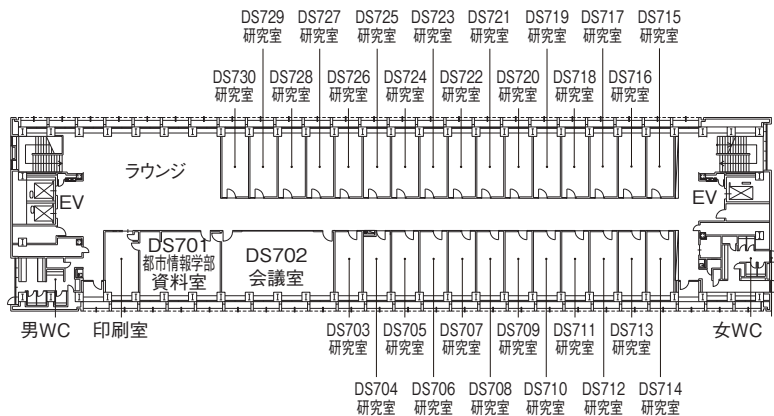 DS729 DS727 DS725 DS723 DS721 DS719 DS717 DS715
研究室 研究室 研究室 研究室 研究室 研究室 研究室 研究室
DS730 DS728 DS726 DS724 DS722 DS720 DS718 DS716
研究室 研究室 研究室 研究室 研究室 研究室 研究室 研究室
ラウンジ
EV EV
DS701
都市情報学部
資料室
DS702
会議室
男WC 印刷室 女WC
DS703 DS705 DS707 DS709 DS711 DS713
研究室 研究室 研究室 研究室 研究室 研究室
DS704 DS706 DS708 DS710 DS712 DS714
研究室 研究室 研究室 研究室 研究室 研究室